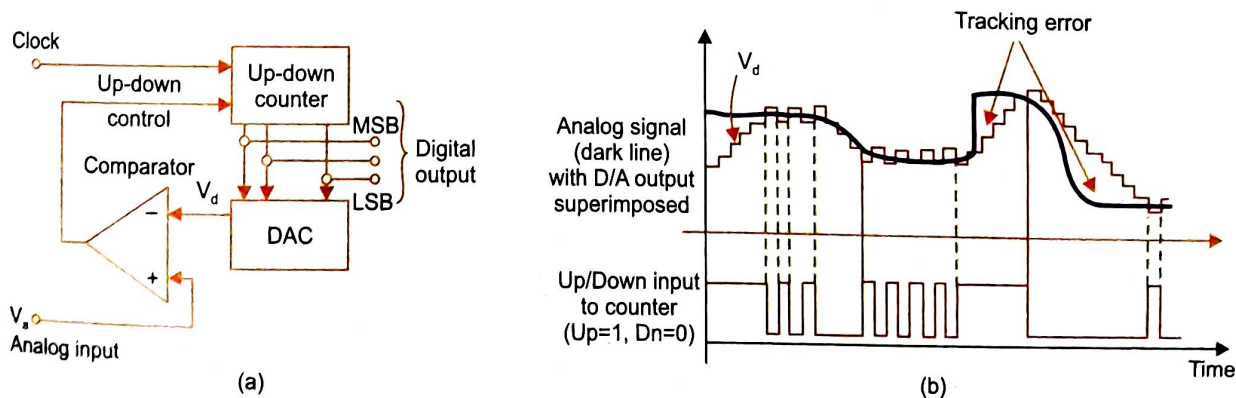 Clock
Up-down
control
Up-down
counter
MSB
LSB
Digital
output
Comparator
V_d
−
+
DAC
V_a
Analog input
(a)
Tracking error
V_d
Analog signal
(dark line)
with D/A output
superimposed
Up/Down input
to counter
(Up=1, Dn=0)
Time
(b)